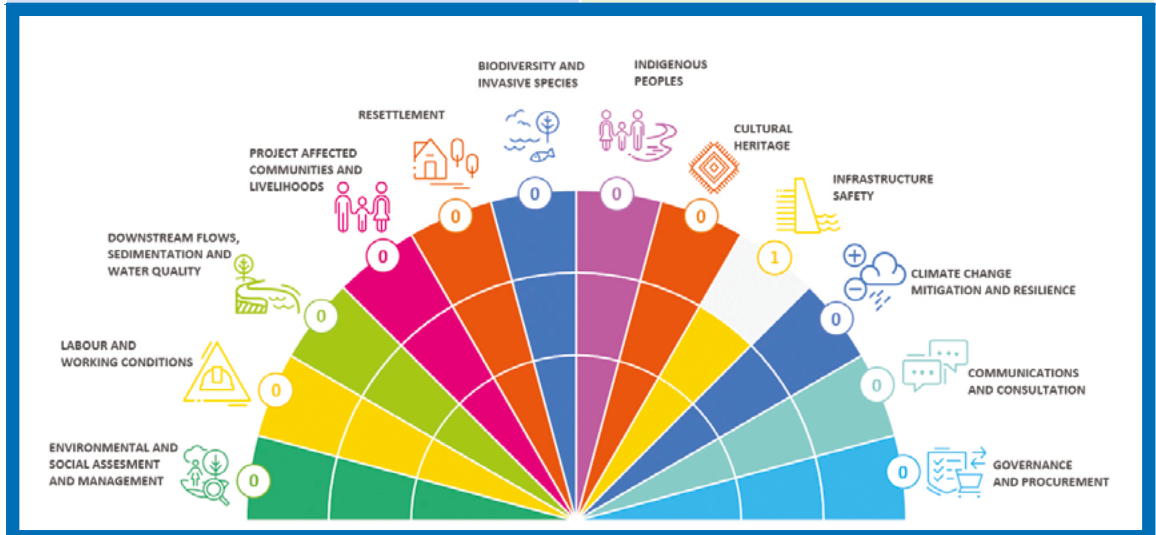 BIODIVERSITY AND
INVASIVE SPECIES
0
INDIGENOUS
PEOPLES
0
RESETTLEMENT
0
CULTURAL
HERITAGE
0
PROJECT AFFECTED
COMMUNITIES AND
LIVELIHOODS
0
INFRASTRUCTURE
SAFETY
1
DOWNSTREAM FLOWS,
SEDIMENTATION AND
WATER QUALITY
0
CLIMATE CHANGE
MITIGATION AND RESILIENCE
0
LABOUR AND
WORKING CONDITIONS
0
COMMUNICATIONS
AND CONSULTATION
0
ENVIRONMENTAL AND
SOCIAL ASSESMENT
AND MANAGEMENT
0
GOVERNANCE
AND PROCUREMENT
0